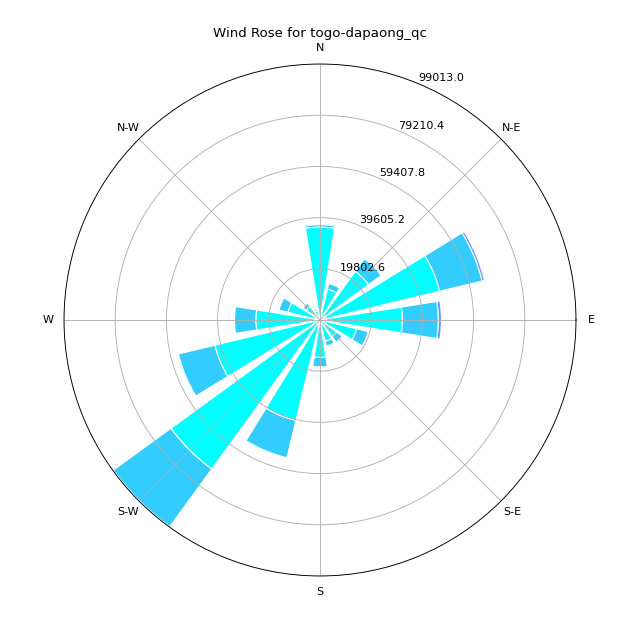 Wind Rose for togo-dapaong_qc
N
99013.0
N-W
79210.4
N-E
59407.8
39605.2
19802.6
W
E
S-W
S-E
S